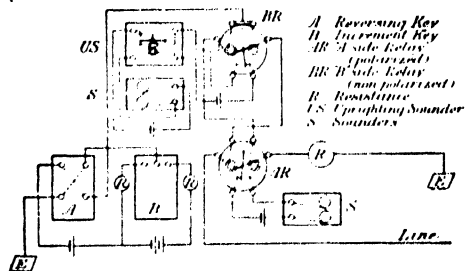 BR
US
S
A Reversing Key
B Increment Key
AR 'A' side Relay
(polarized)
BR 'B' side Relay
(non polarized)
R Resistance
US Uprighting Sounder
S Sounders
AR
R
E
A
R
B
R
S
Line
E